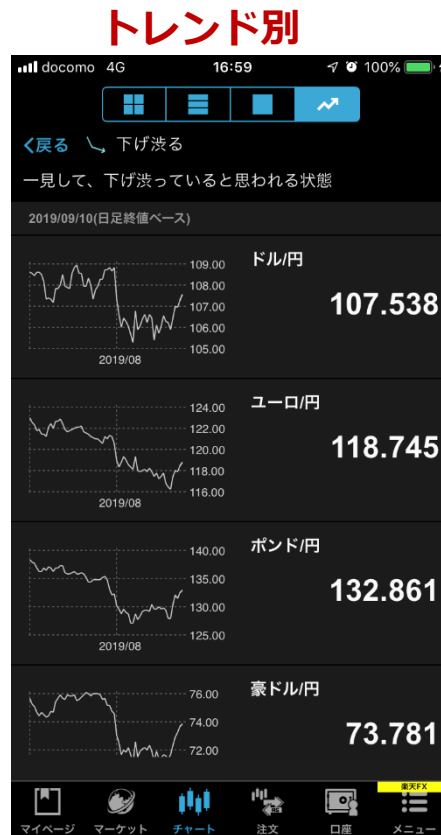 トレンド別
docomo 4G 16:59 100%
戻る 下げ渋る
一見して、下げ渋っていると思われる状態
2019/09/10(日足終値ベース)
ドル/円
109.00
108.00
107.00
106.00
105.00
2019/08
107.538
ユーロ/円
124.00
122.00
120.00
118.00
116.00
2019/08
118.745
ポンド/円
140.00
135.00
130.00
125.00
2019/08
132.861
豪ドル/円
76.00
74.00
72.00
73.781
楽天FX
マイページ マーケット チャート 注文 口座 メニュー